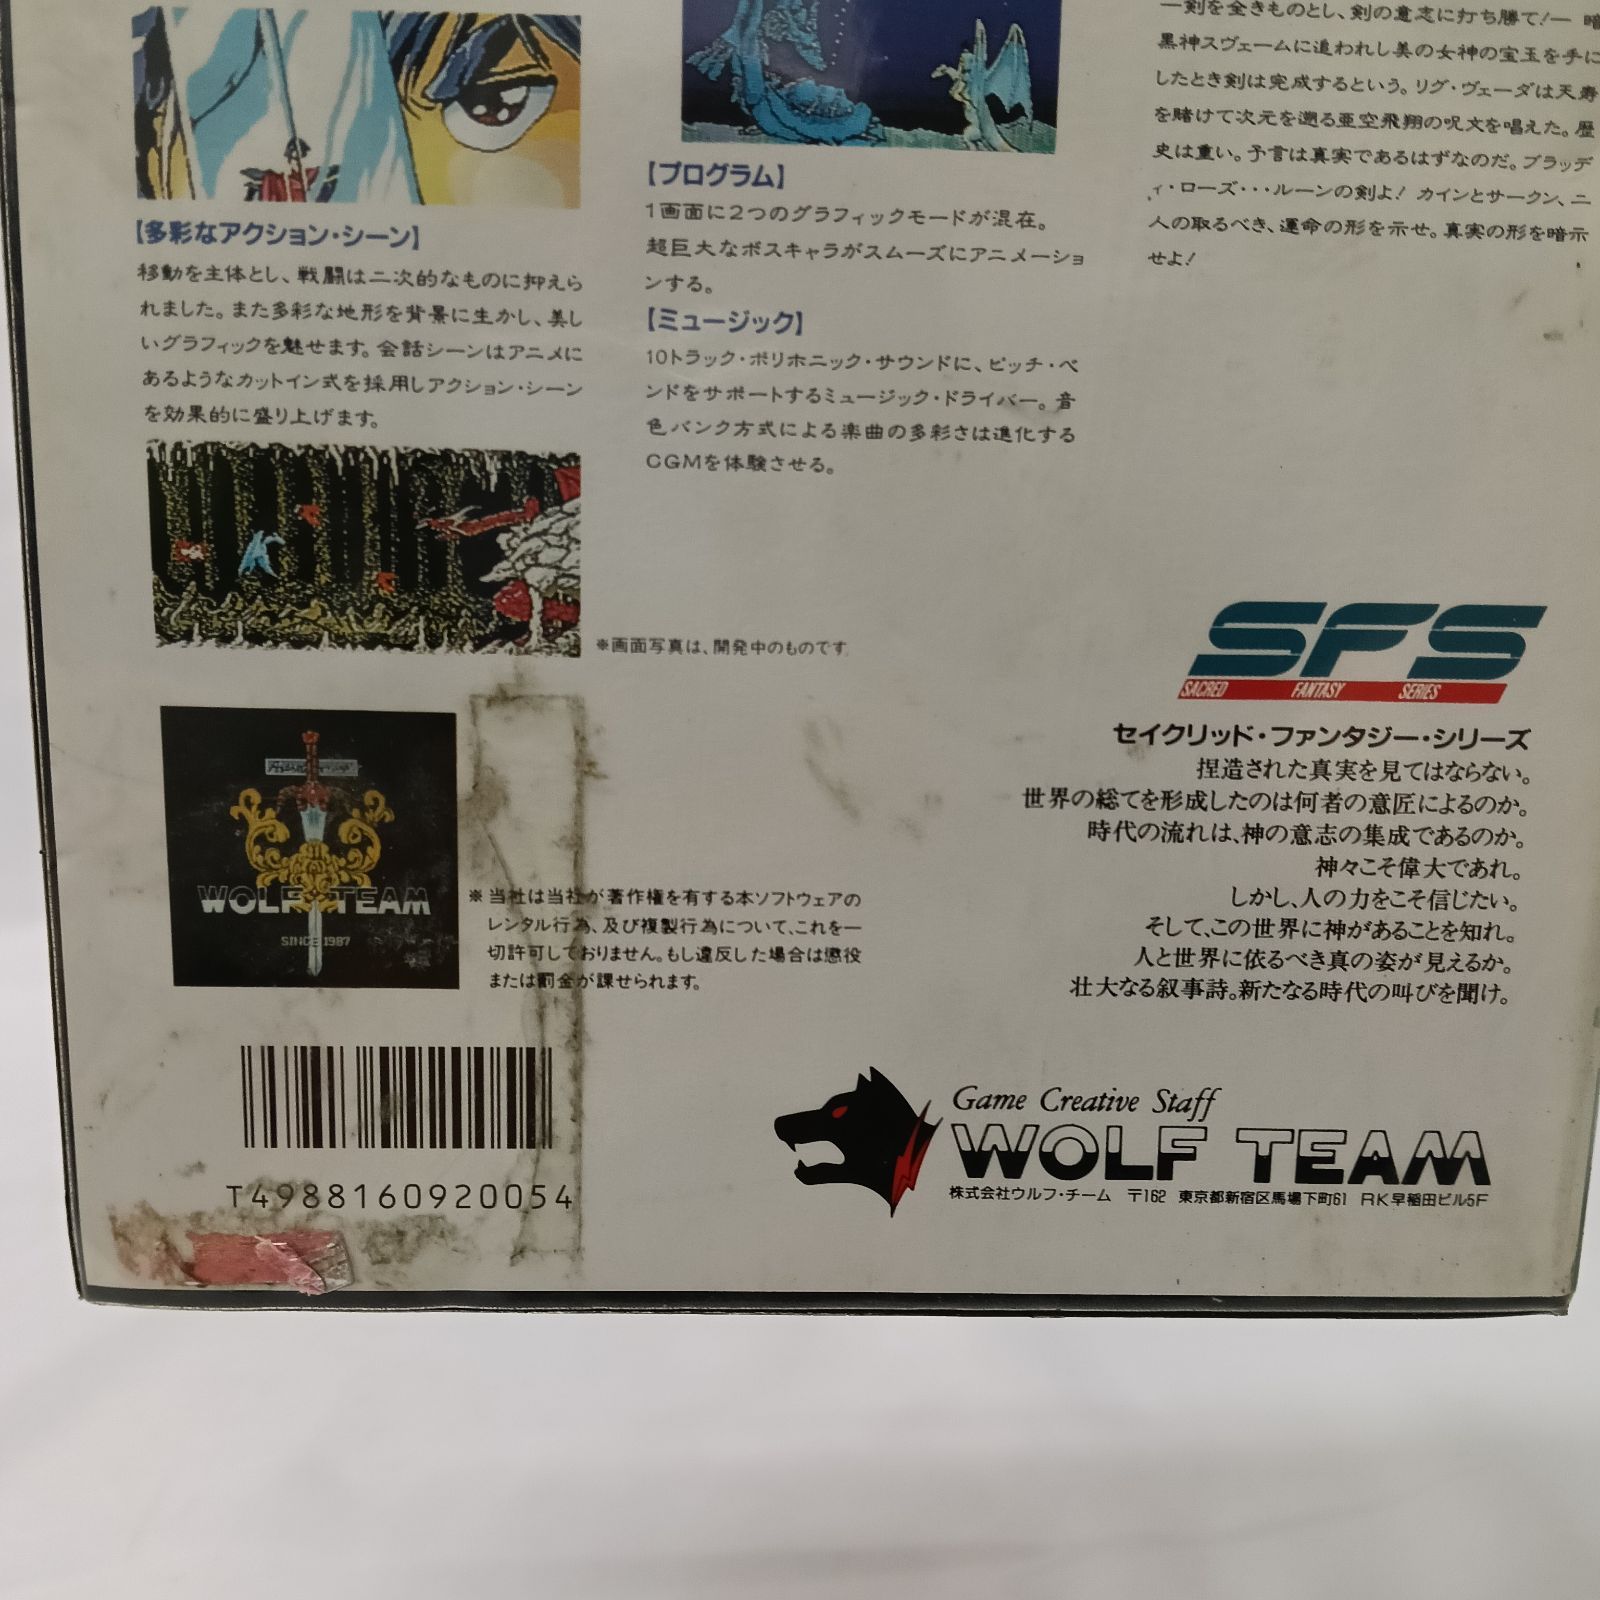 【多彩なアクション・シーン】
移動を主体とし、戦闘は二次的なものに抑えら
れました。また多彩な地形を背景に生かし、美し
いグラフィックを魅せます。会話シーンはアニメに
あるようなカットイン式を採用しアクション・シーン
を効果的に盛り上げます。
【プログラム】
1画面に2つのグラフィックモードが混在。
超巨大なボスキャラがスムーズにアニメーショ
ンする。
【ミュージック】
10トラック・ポリホニック・サウンドに、ピッチ・ベ
ンドをサポートするミュージック・ドライバー。音
色バンク方式による楽曲の多彩さは進化する
CGMを体験させる。
※画面写真は、開発中のものです
一剣を全きものとし、剣の意志に打ち勝て!一 暗
黒神スヴェームに追われし美の女神の宝玉を手に
したとき剣は完成するという。リグ・ヴェーダは天寿
を賭けて次元を遡る亜空飛翔の呪文を唱えた。歴
史は重い。予言は真実であるはずなのだ。ブラッデ
ィ・ローズ・・・ルーンの剣よ! カインとサークン、二
人の取るべき、運命の形を示せ。真実の形を暗示
せよ!
SFS
SACRED FANTASY SERIES
セイクリッド・ファンタジー・シリーズ
捏造された真実を見てはならない。
世界の総てを形成したのは何者の意匠によるのか。
時代の流れは、神の意志の集成であるのか。
神々こそ偉大であれ。
しかし、人の力をこそ信じたい。
そして、この世界に神があることを知れ。
人と世界に依るべき真の姿が見えるか。
壮大なる叙事詩。新たなる時代の叫びを聞け。
WOLF TEAM
SINCE 1987
※当社は当社が著作権を有する本ソフトウェアの
レンタル行為、及び複製行為について、これを一
切許可しておりません。もし違反した場合は懲役
または罰金が課せられます。
T4988160920054
Game Creative Staff
WOLF TEAM
株式会社ウルフ・チーム 〒162 東京都新宿区馬場下町61 RK早稲田ビル5F